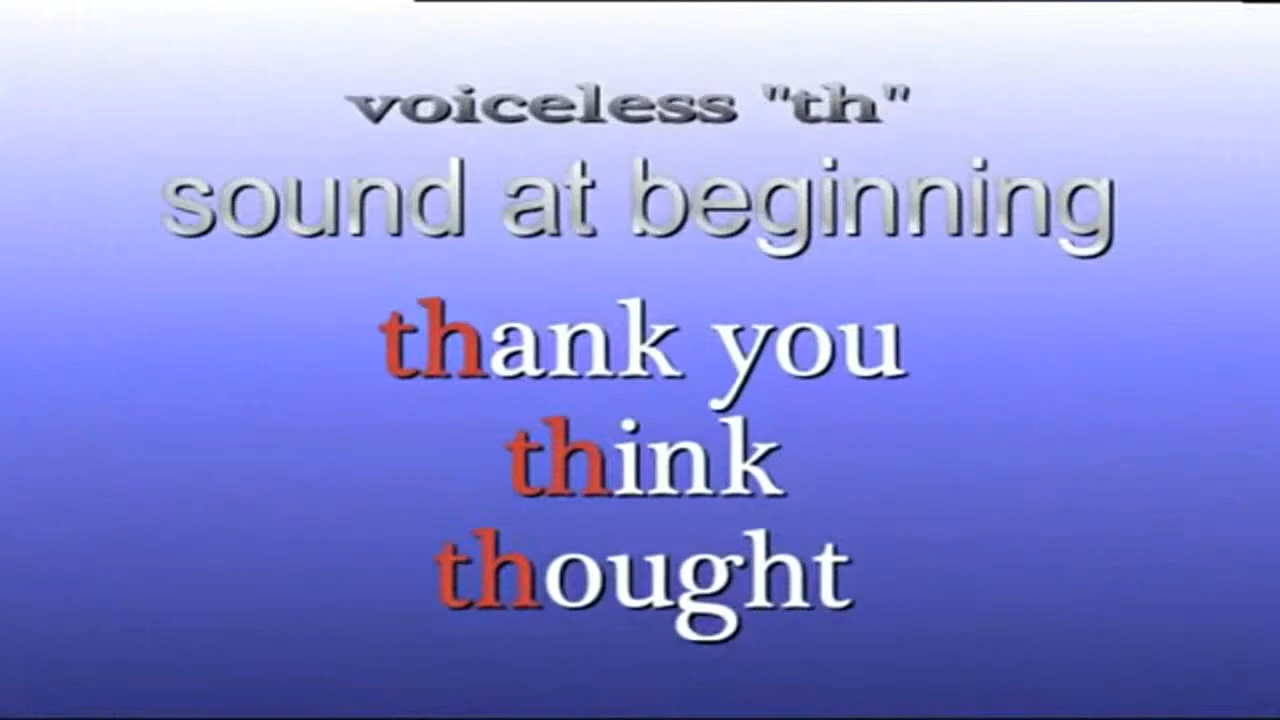 voiceless "th"
sound at beginning
thank you
think
thought